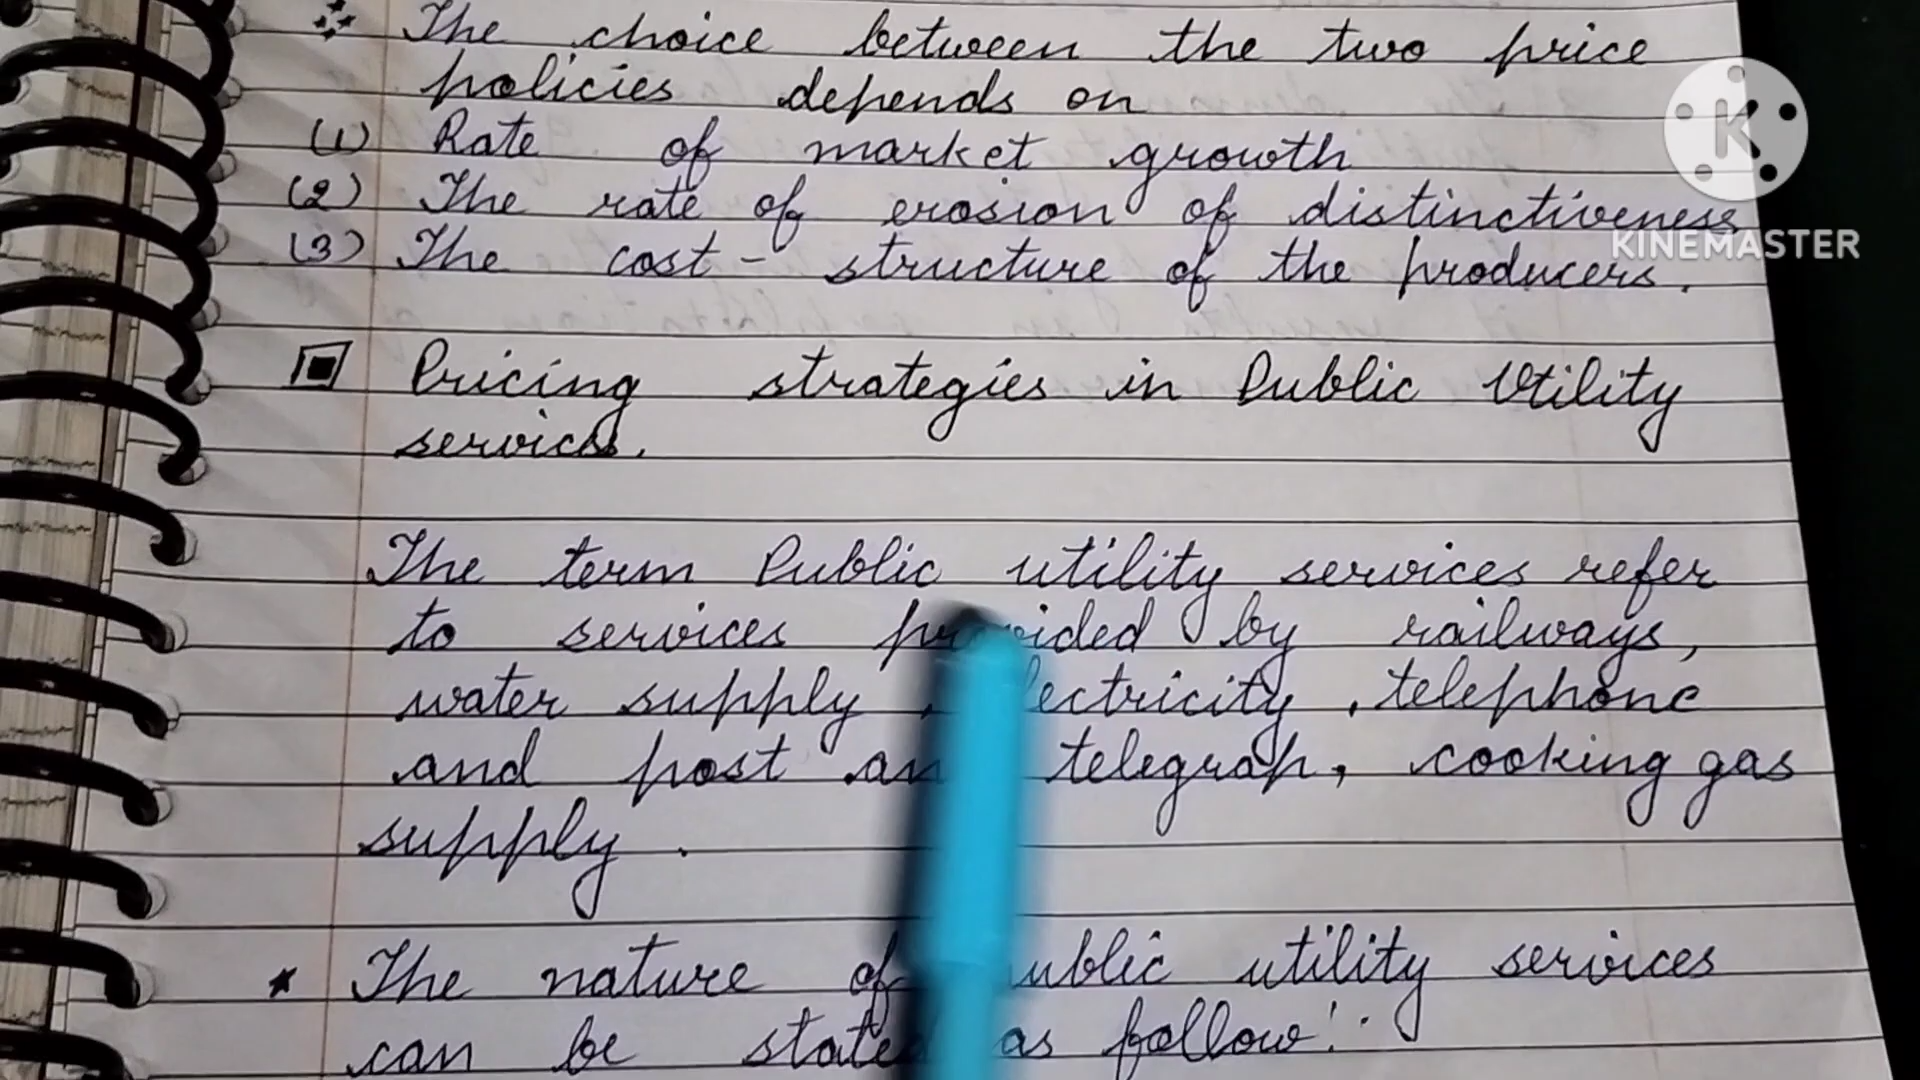 The choice between the two price
policies depends on
(1) Rate of market growth
(2) The rate of erosion of distinctiveness
(3) The cost - structure of the producers.
KINEMASTER
Pricing strategies in Public Utility
services.
The term Public utility services refer
to services provided by railways,
water supply, electricity, telephone
and post an telegrap, cooking gas
supply.
The nature of public utility services
can be stated as follow: